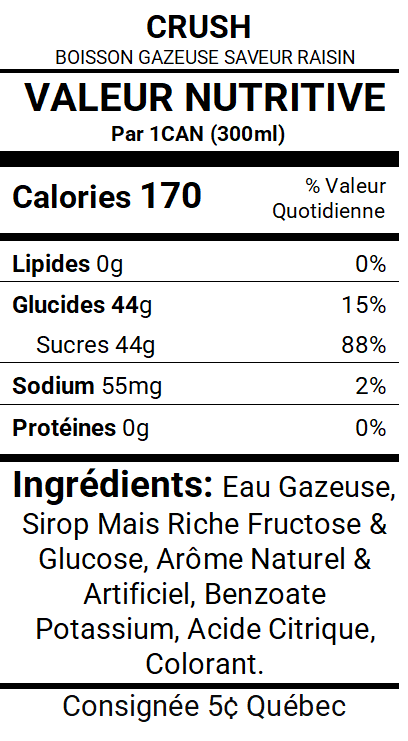 CRUSH
BOISSON GAZEUSE SAVEUR RAISIN
VALEUR NUTRITIVE
Par 1CAN (300ml)
Calories 170
% Valeur
Quotidienne
Lipides 0g 0%
Glucides 44g 15%
Sucres 44g 88%
Sodium 55mg 2%
Protéines 0g 0%
Ingrédients: Eau Gazeuse,
Sirop Mais Riche Fructose &
Glucose, Arôme Naturel &
Artificiel, Benzoate
Potassium, Acide Citrique,
Colorant.
Consignée 5¢ Québec